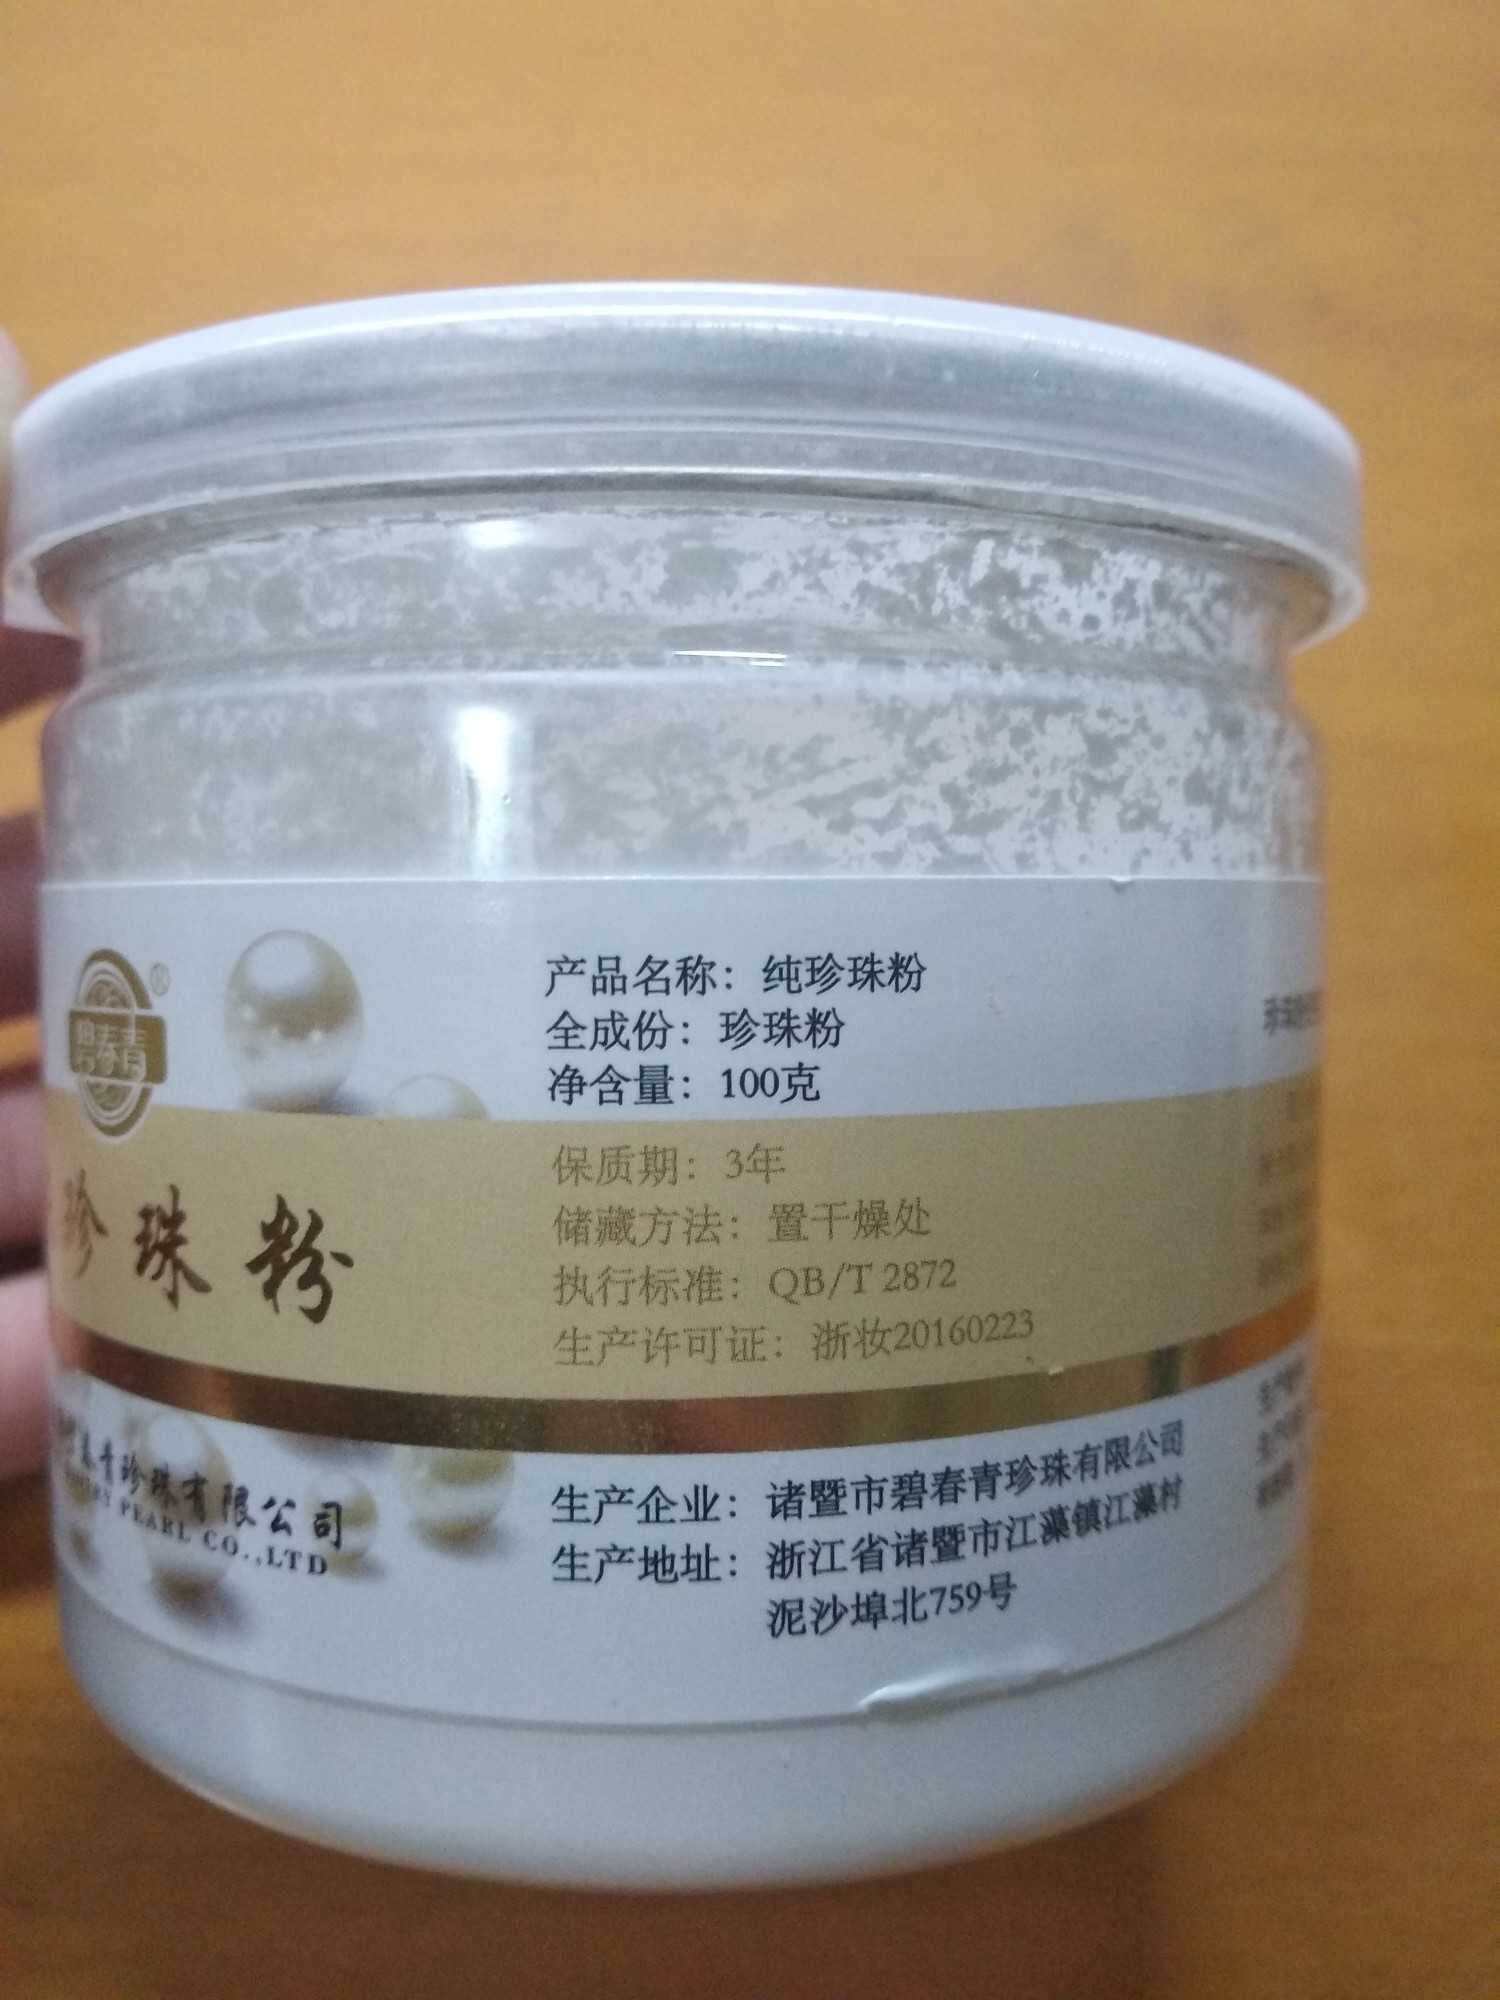 碧春青
®
珍珠粉
春青珍珠有限公司
PEARL CO.,LTD
产品名称：纯珍珠粉
全成份：珍珠粉
净含量：100克
保质期：3年
储藏方法：置干燥处
执行标准：QB/T 2872
生产许可证：浙妆20160223
生产企业：诸暨市碧春青珍珠有限公司
生产地址：浙江省诸暨市江藻镇江藻村
泥沙埠北759号